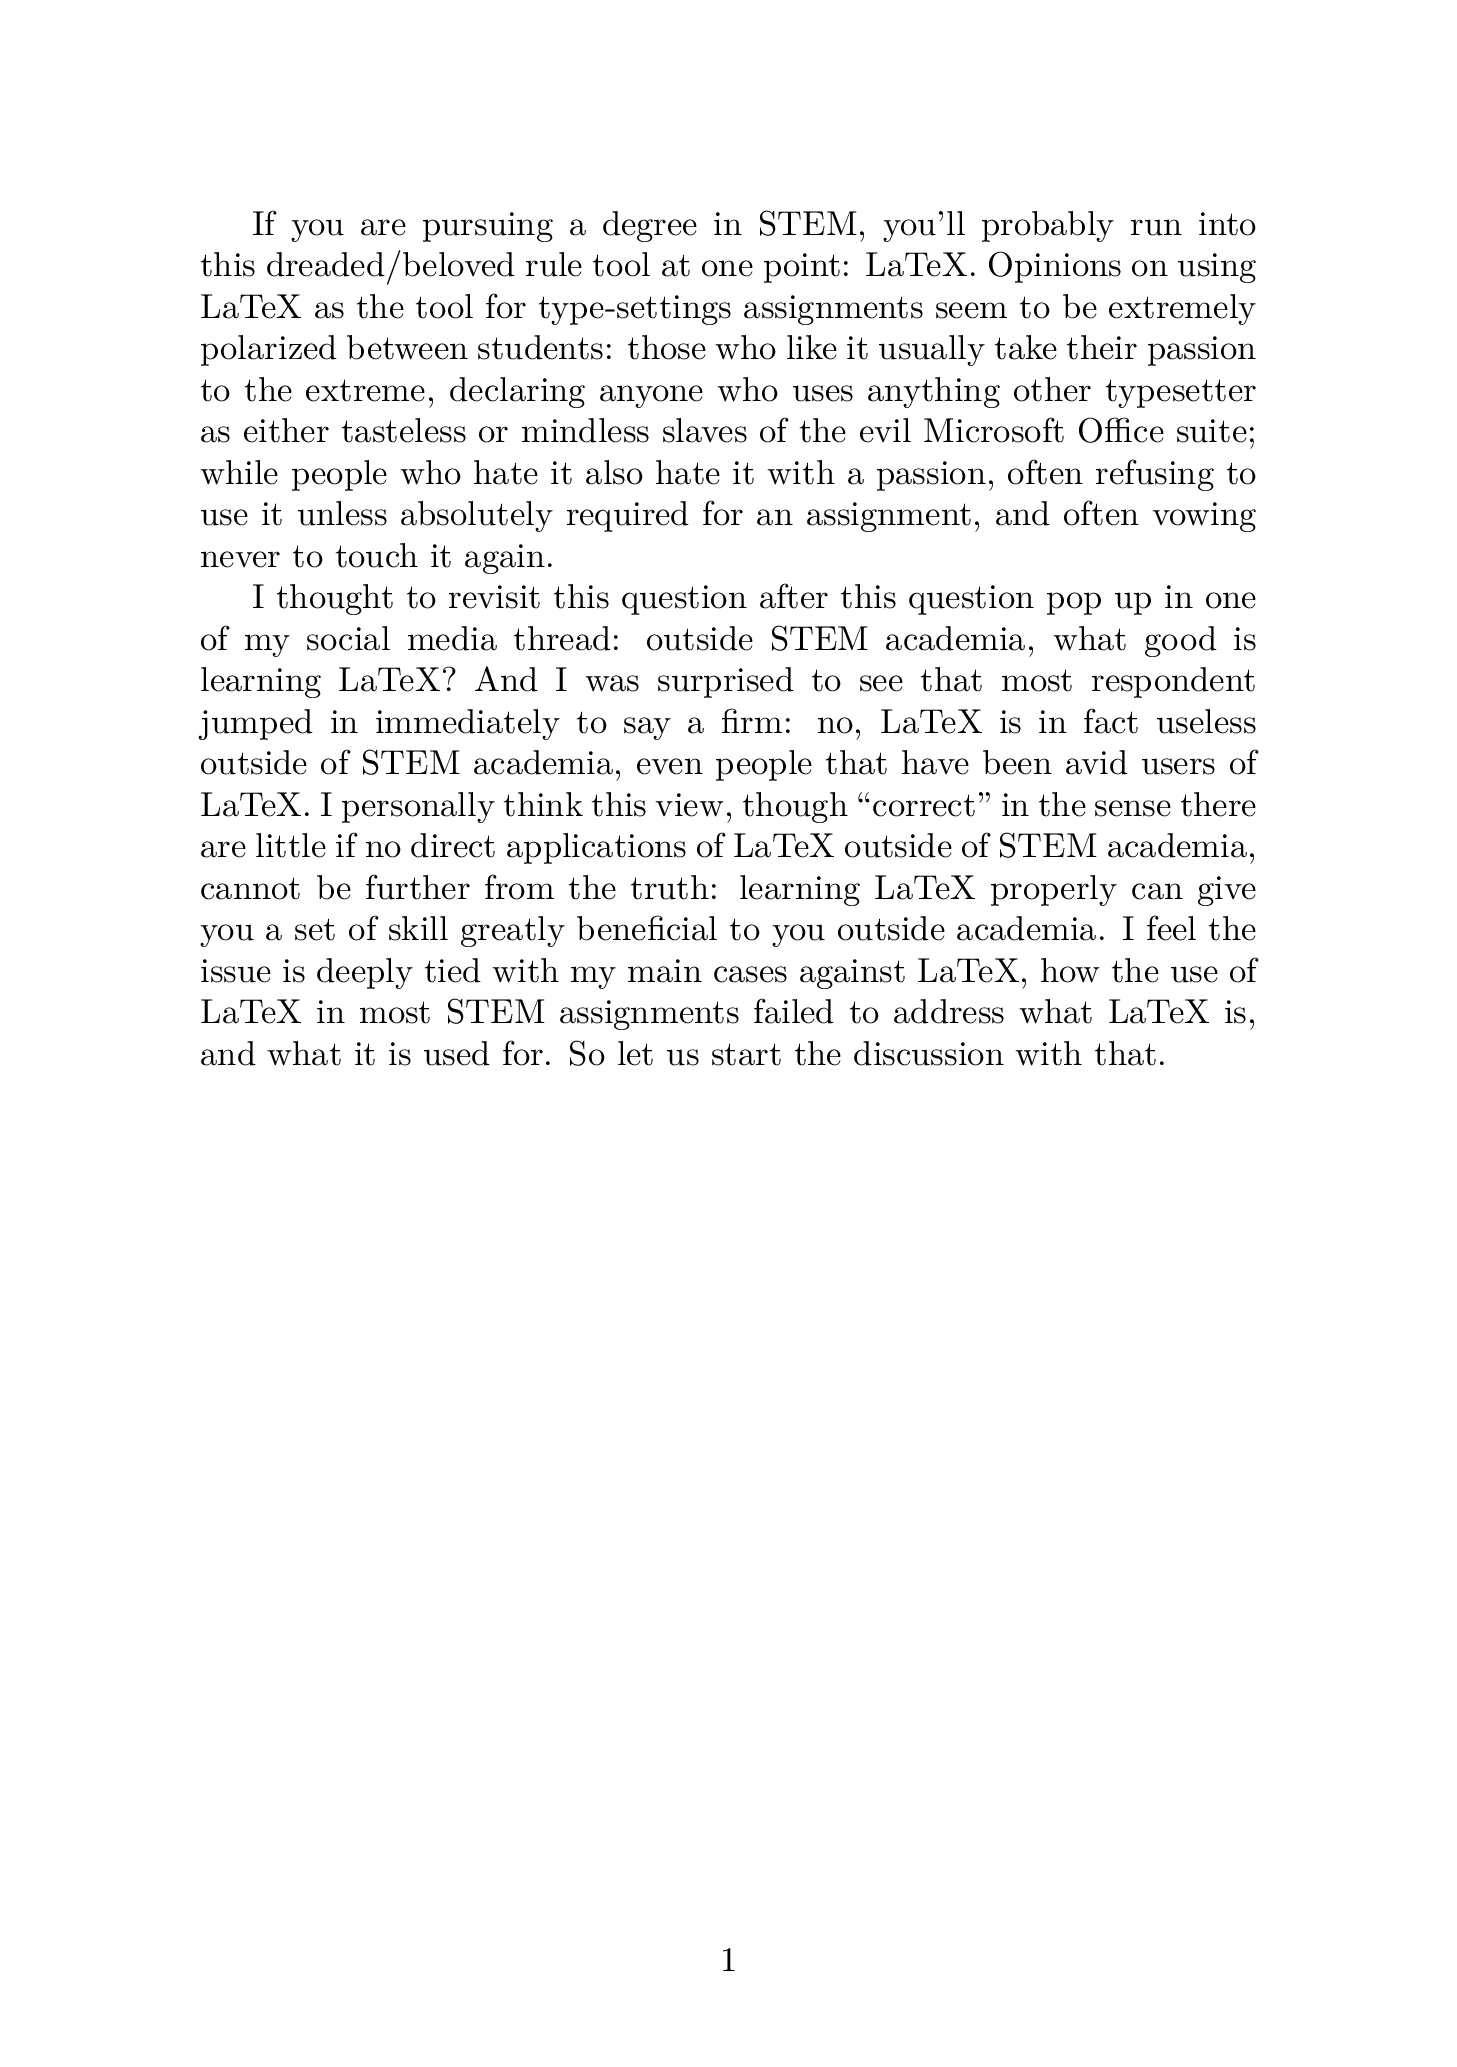 If you are pursuing a degree in STEM, you’ll probably run into
this dreaded/beloved rule tool at one point: LaTeX. Opinions on using
LaTeX as the tool for type-settings assignments seem to be extremely
polarized between students: those who like it usually take their passion
to the extreme, declaring anyone who uses anything other typesetter
as either tasteless or mindless slaves of the evil Microsoft Office suite;
while people who hate it also hate it with a passion, often refusing to
use it unless absolutely required for an assignment, and often vowing
never to touch it again.
I thought to revisit this question after this question pop up in one
of my social media thread: outside STEM academia, what good is
learning LaTeX? And I was surprised to see that most respondent
jumped in immediately to say a firm: no, LaTeX is in fact useless
outside of STEM academia, even people that have been avid users of
LaTeX. I personally think this view, though “correct” in the sense there
are little if no direct applications of LaTeX outside of STEM academia,
cannot be further from the truth: learning LaTeX properly can give
you a set of skill greatly beneficial to you outside academia. I feel the
issue is deeply tied with my main cases against LaTeX, how the use of
LaTeX in most STEM assignments failed to address what LaTeX is,
and what it is used for. So let us start the discussion with that.
1